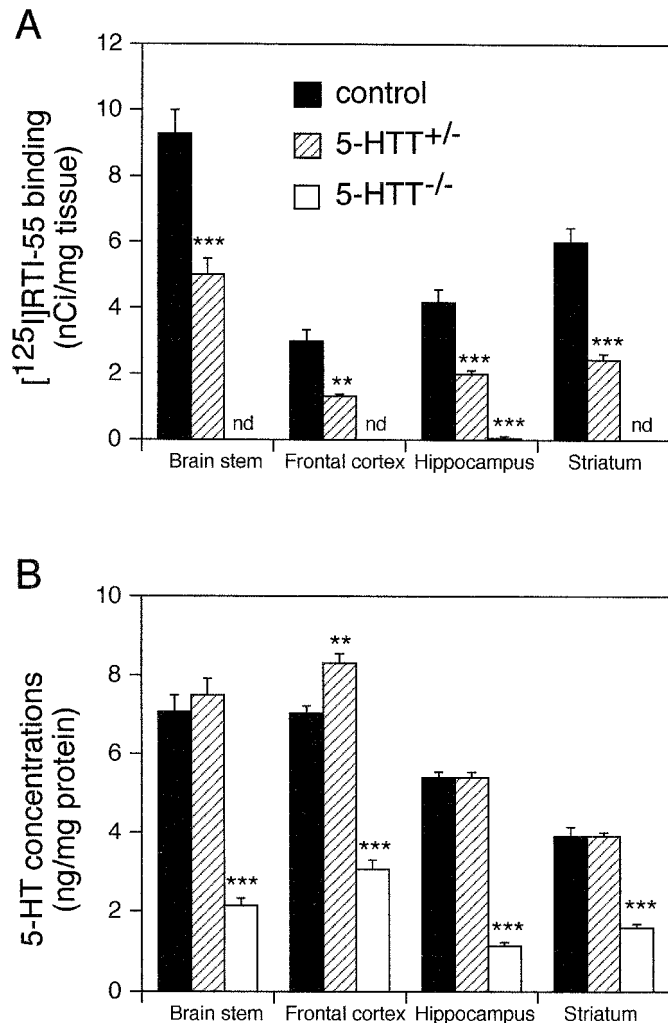 A
[125I]RTI-55 binding
(nCi/mg tissue)
12
10
8
6
4
2
0
control
5-HTT+/-
5-HTT-/-
***
nd
**
nd
***
***
***
nd
Brain stem
Frontal cortex
Hippocampus
Striatum
B
5-HT concentrations
(ng/mg protein)
10
8
6
4
2
0
***
**
***
***
***
Brain stem
Frontal cortex
Hippocampus
Striatum